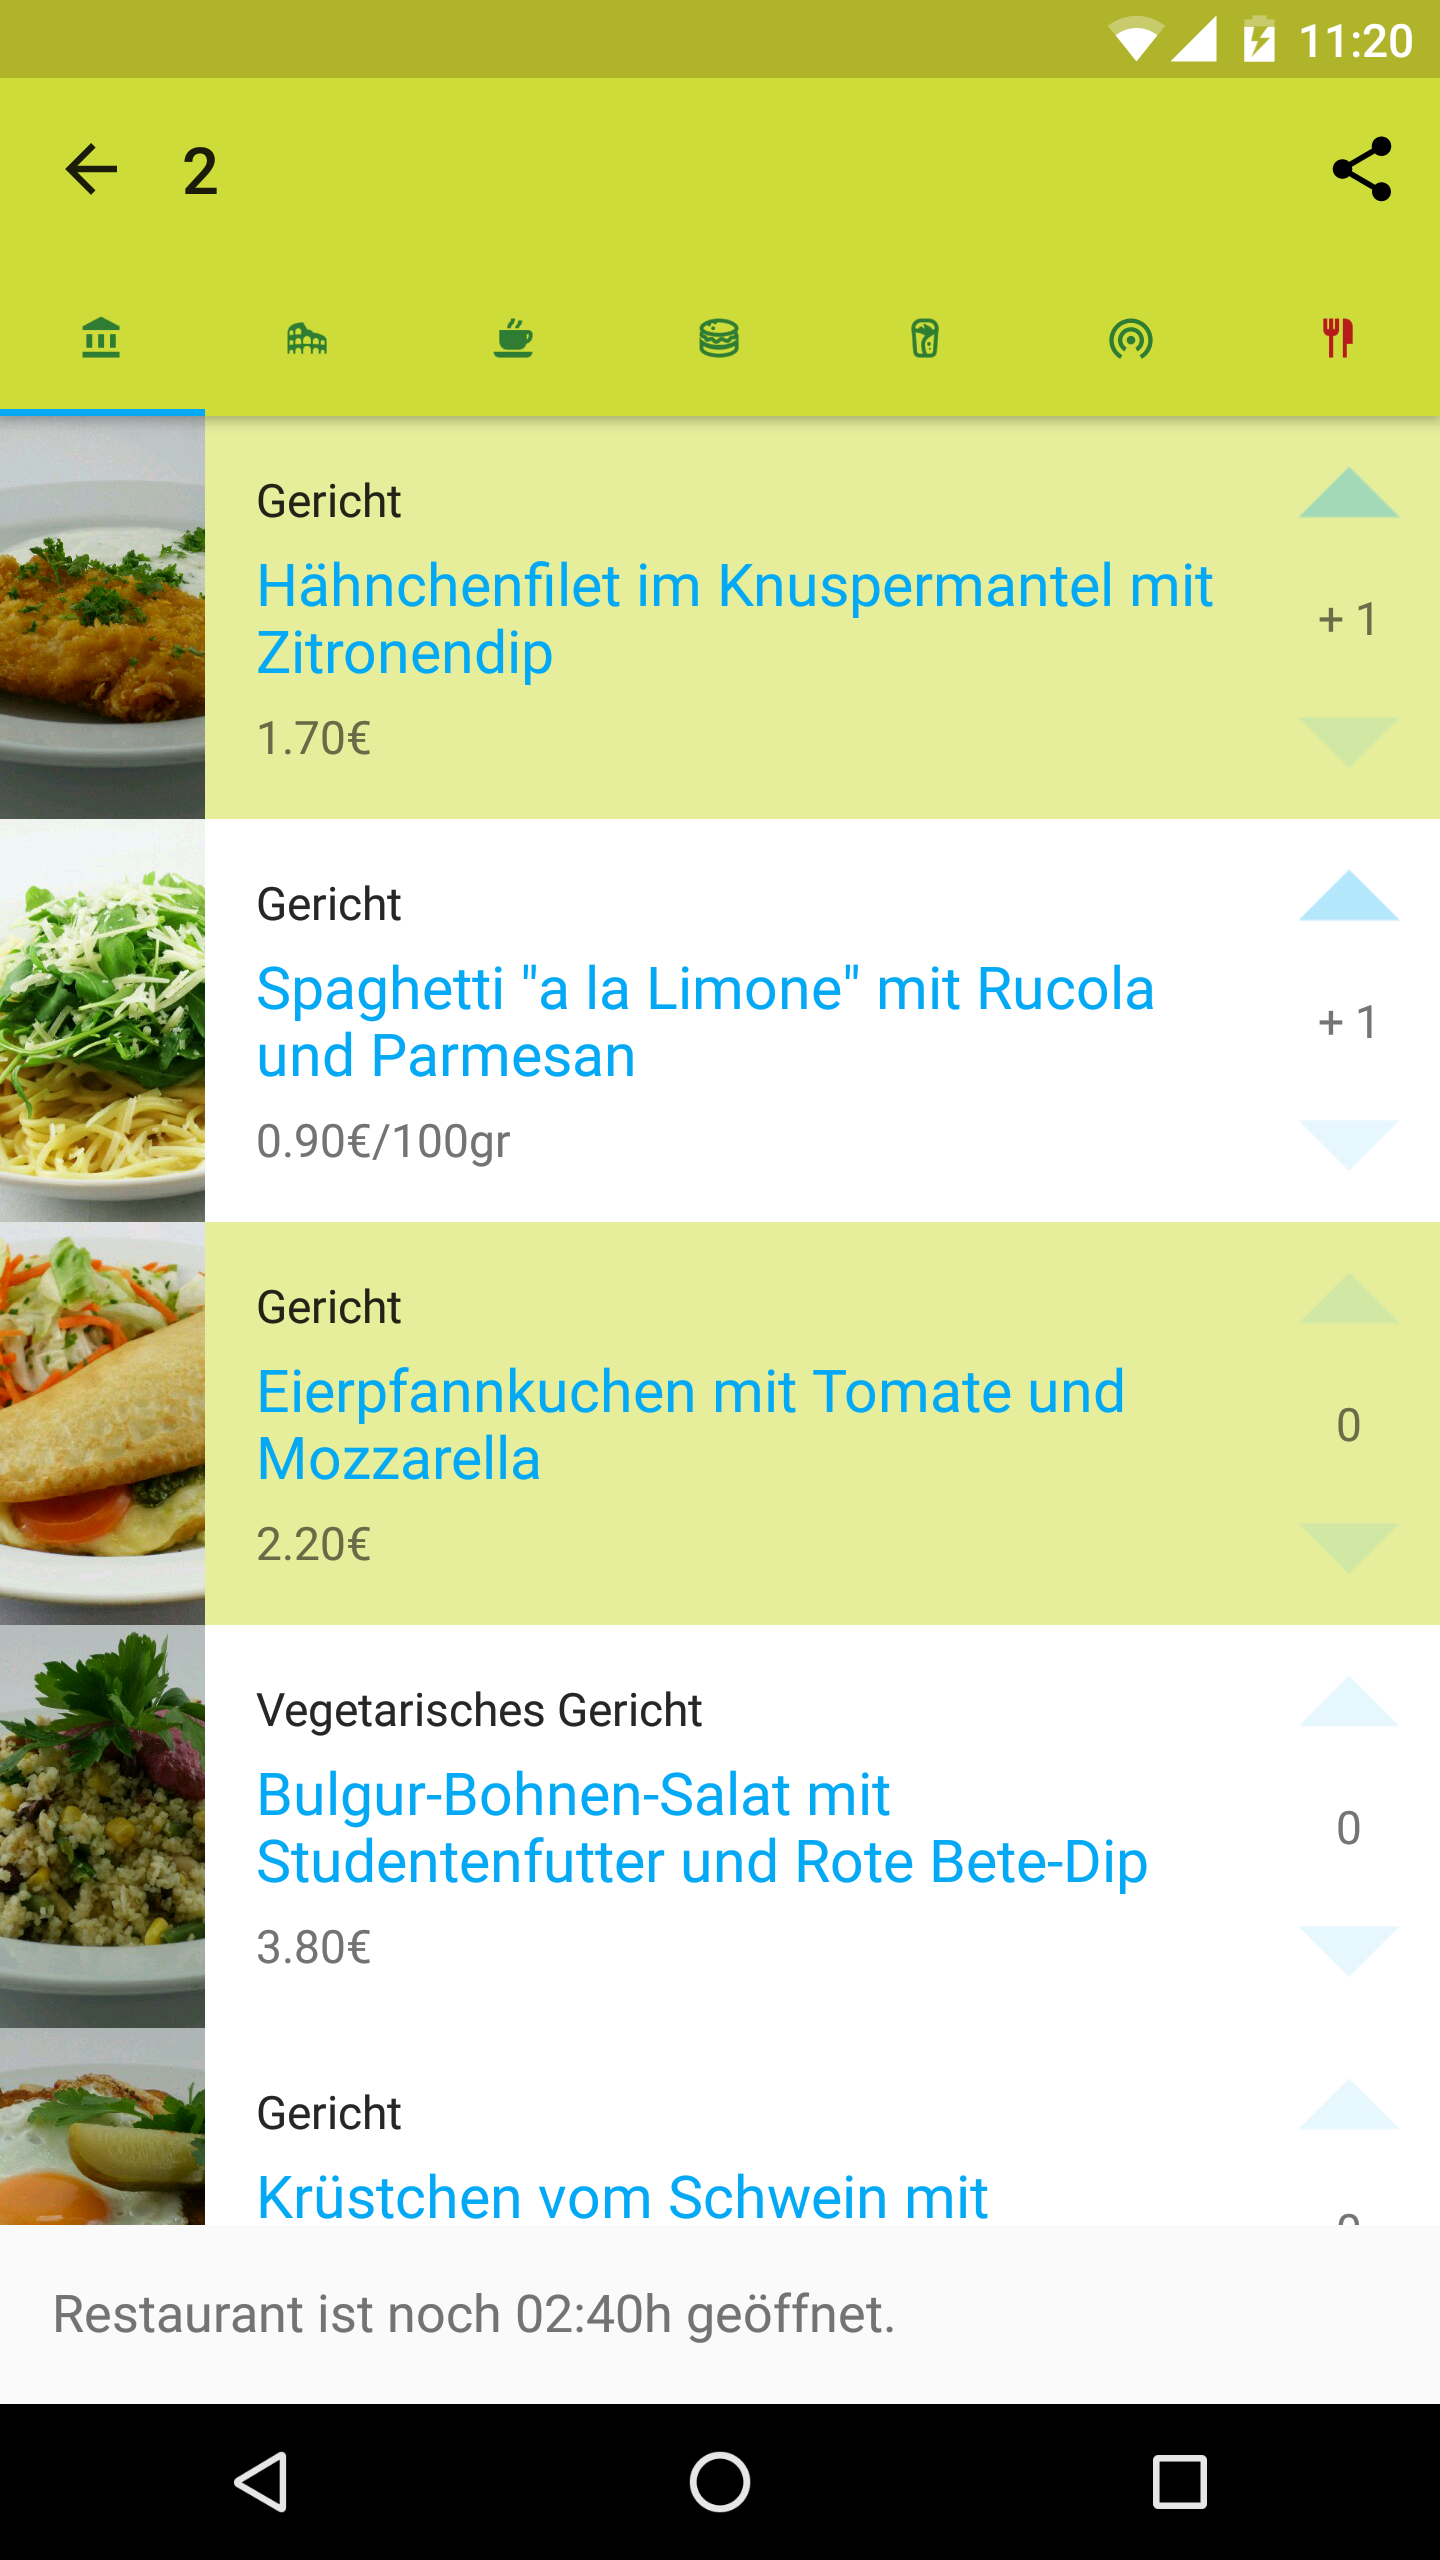 11:20
2
Gericht
Hähnchenfilet im Knuspermantel mit
Zitronendip
1.70€
+ 1
Gericht
Spaghetti "a la Limone" mit Rucola
und Parmesan
0.90€/100gr
+ 1
Gericht
Eierpfannkuchen mit Tomate und
Mozzarella
2.20€
0
Vegetarisches Gericht
Bulgur-Bohnen-Salat mit
Studentenfutter und Rote Bete-Dip
3.80€
0
Gericht
Krüstchen vom Schwein mit
Restaurant ist noch 02:40h geöffnet.